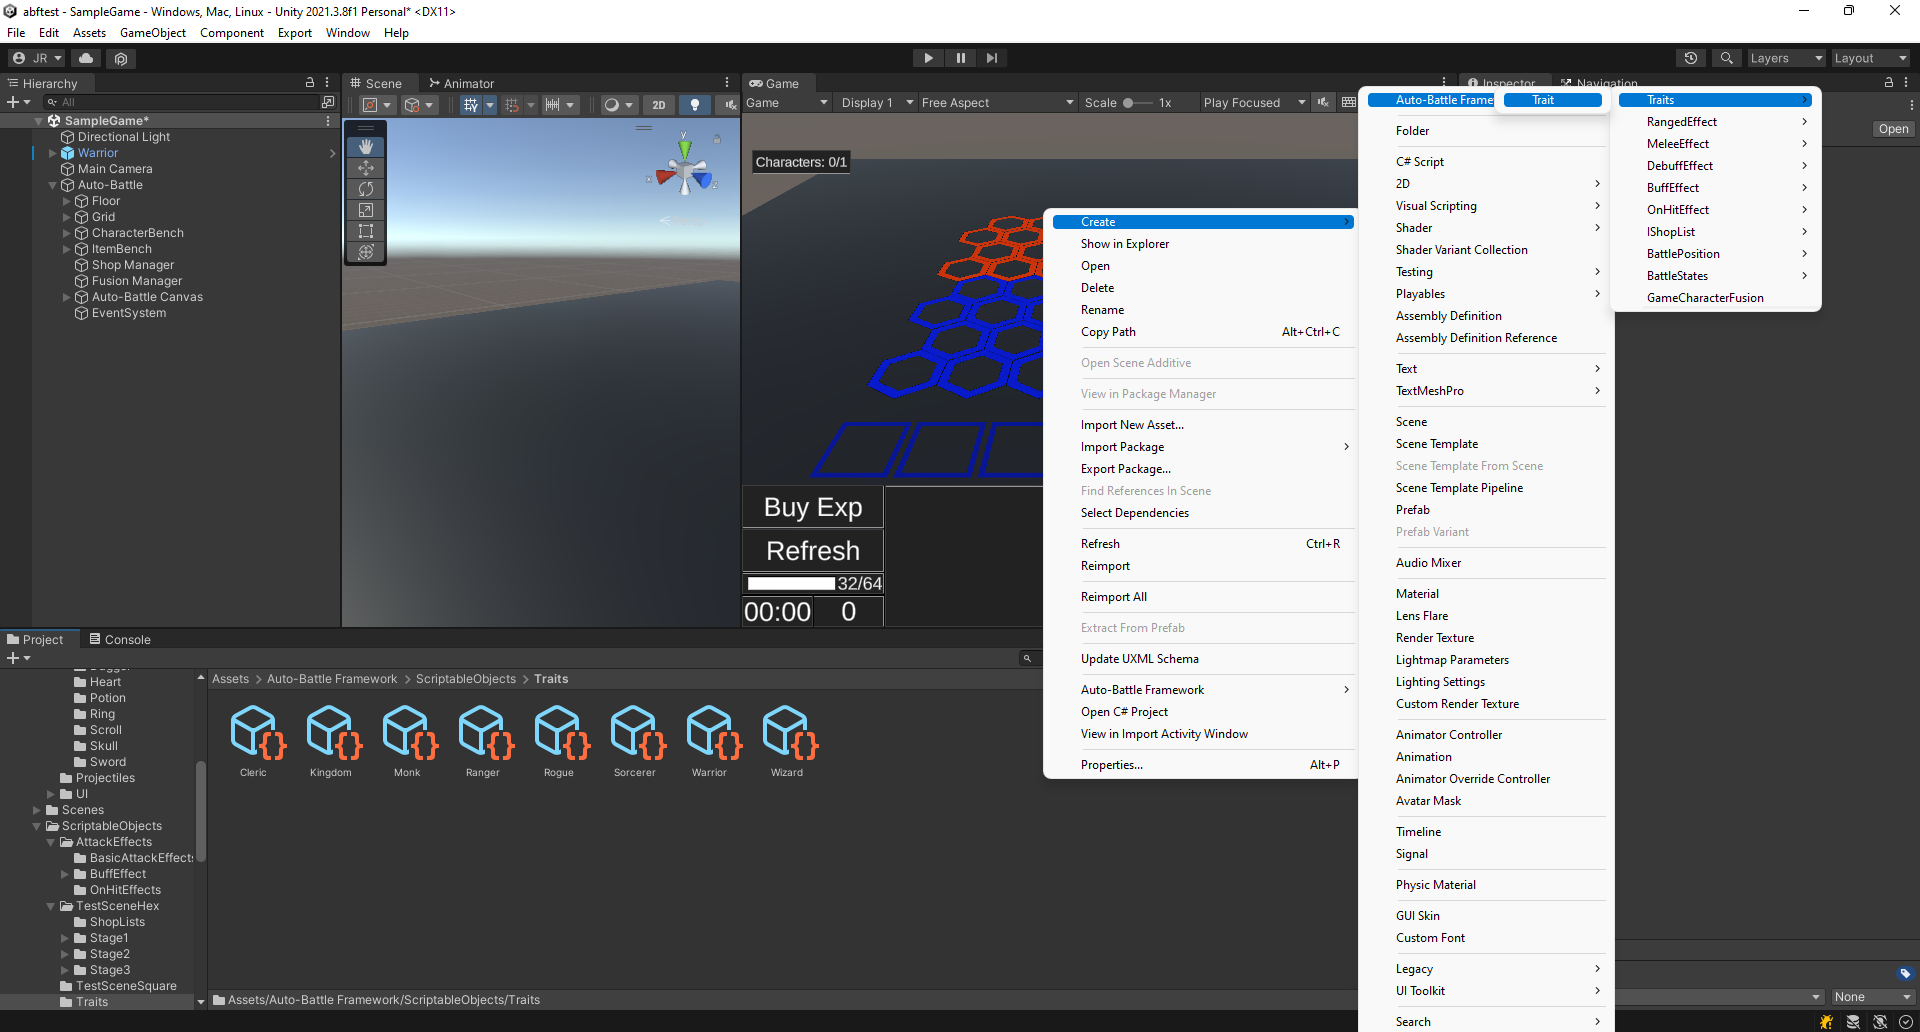 abftest - SampleGame - Windows, Mac, Linux - Unity 2021.3.8f1 Personal* <DX11>
File Edit Assets GameObject Component Export Window Help
JR
Layers
Layout
Hierarchy
All
SampleGame*
Directional Light
Warrior
Main Camera
Auto-Battle
Floor
Grid
CharacterBench
ItemBench
Shop Manager
Fusion Manager
Auto-Battle Canvas
EventSystem
Scene
Animator
2D
y
x
z
Game
Game
Display 1
Free Aspect
Scale
1x
Play Focused
Characters: 0/1
Buy Exp
Refresh
32/64
00:00
0
Inspector
Navigation
Open
Create
Show in Explorer
Open
Delete
Rename
Copy Path Alt+Ctrl+C
Open Scene Additive
View in Package Manager
Import New Asset...
Import Package
Export Package...
Find References In Scene
Select Dependencies
Refresh Ctrl+R
Reimport
Reimport All
Extract From Prefab
Update UXML Schema
Auto-Battle Framework
Open C# Project
View in Import Activity Window
Properties... Alt+P
Auto-Battle Frame
Folder
C# Script
2D
Visual Scripting
Shader
Shader Variant Collection
Testing
Playables
Assembly Definition
Assembly Definition Reference
Text
TextMeshPro
Scene
Scene Template
Scene Template From Scene
Scene Template Pipeline
Prefab
Prefab Variant
Audio Mixer
Material
Lens Flare
Render Texture
Lightmap Parameters
Lighting Settings
Custom Render Texture
Animator Controller
Animation
Animator Override Controller
Avatar Mask
Timeline
Signal
Physic Material
GUI Skin
Custom Font
Legacy
UI Toolkit
Search
Trait
Traits
RangedEffect
MeleeEffect
DebuffEffect
BuffEffect
OnHitEffect
IShopList
BattlePosition
BattleStates
GameCharacterFusion
Project
Console
Heart
Potion
Ring
Scroll
Skull
Sword
Projectiles
UI
Scenes
ScriptableObjects
AttackEffects
BasicAttackEffects
BuffEffect
OnHitEffects
TestSceneHex
ShopLists
Stage1
Stage2
Stage3
TestSceneSquare
Traits
Assets > Auto-Battle Framework > ScriptableObjects > Traits
Cleric
Kingdom
Monk
Ranger
Rogue
Sorcerer
Warrior
Wizard
Assets/Auto-Battle Framework/ScriptableObjects/Traits
None